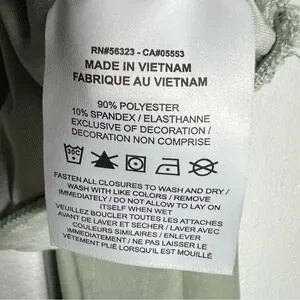 RN#56323 - CA#05553
MADE IN VIETNAM
FABRIQUE AU VIETNAM
90% POLYESTER
10% SPANDEX / ELASTHANNE
EXCLUSIVE OF DECORATION /
DECORATION NON COMPRISE
FASTEN ALL CLOSURES TO WASH AND DRY /
WASH WITH LIKE COLORS / REMOVE
IMMEDIATELY / DO NOT ALLOW TO LAY ON
ITSELF WHEN WET
VEUILLEZ BOUCLER TOUTES LES ATTACHES
AVANT DE LAVER ET SECHER / LAVER AVEC
COULEURS SIMILAIRES / ENLEVER
IMMÉDIATEMENT / NE PAS LAISSER LE
VÊTEMENT PLIÉ LORSQU'IL EST MOUILLÉ